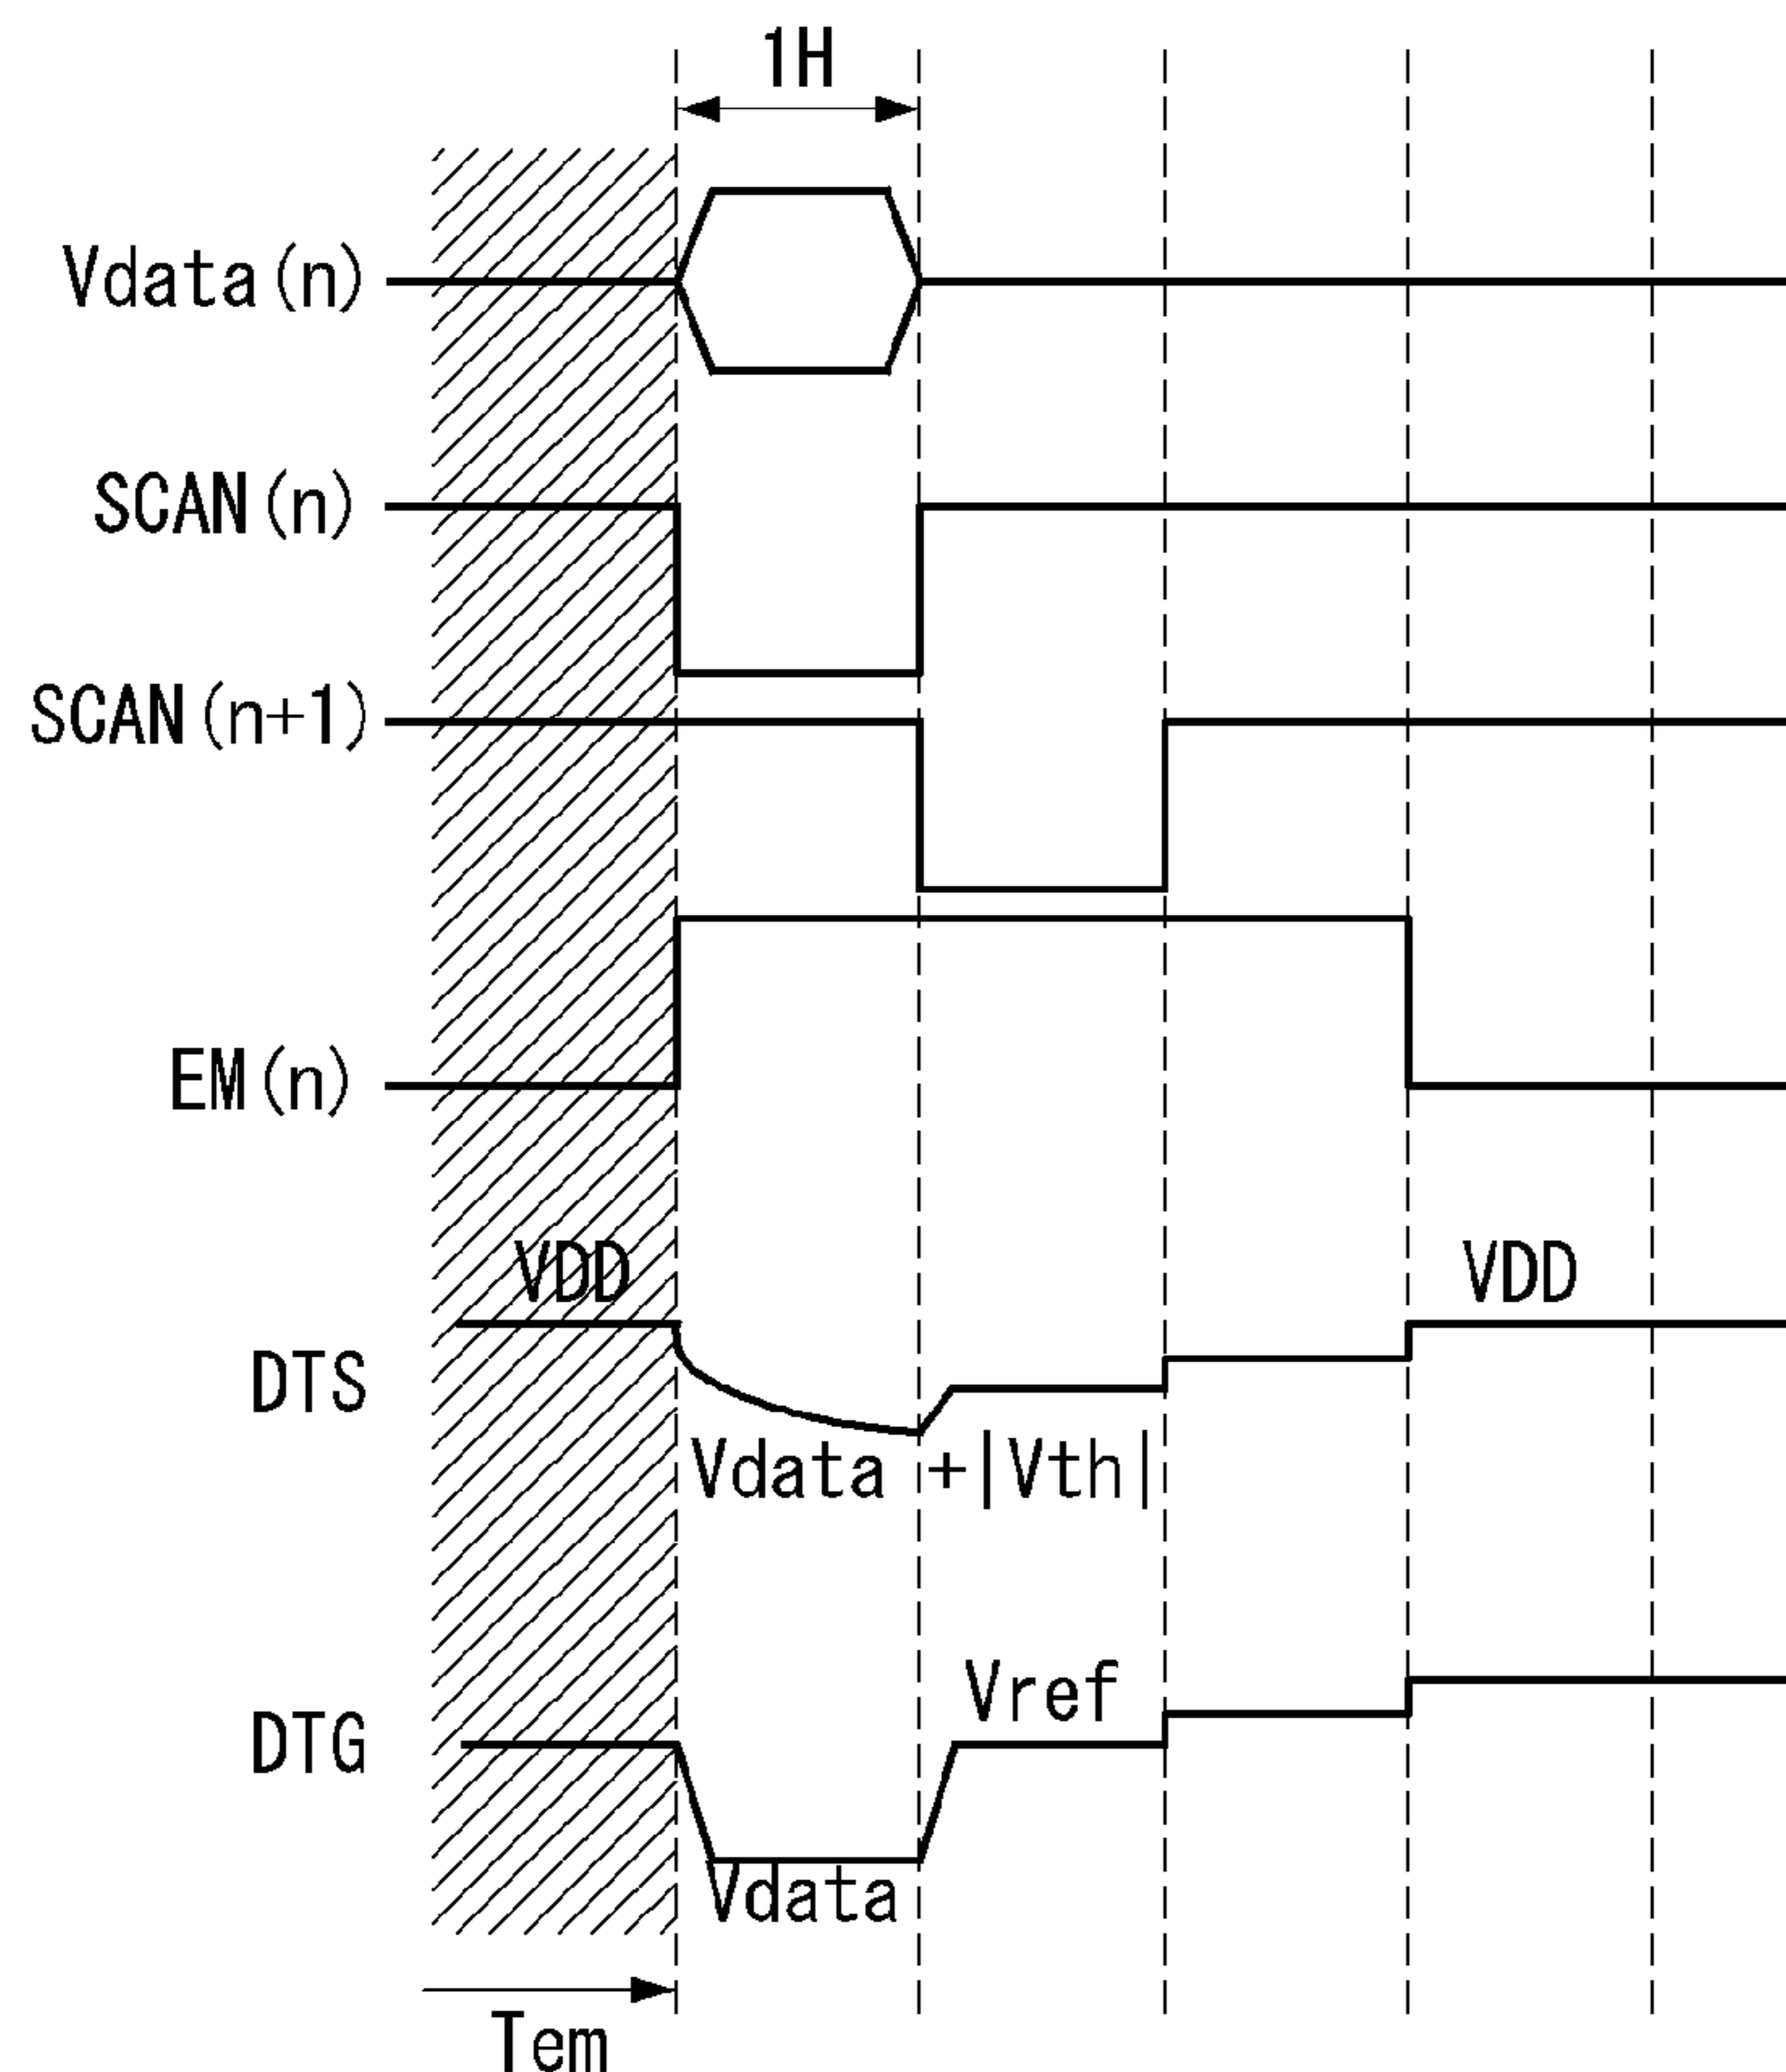 1H
Vdata(n)
SCAN(n)
SCAN(n+1)
EM(n)
VDD
VDD
DTS
Vdata +|Vth|
Vref
DTG
Vdata
Tem